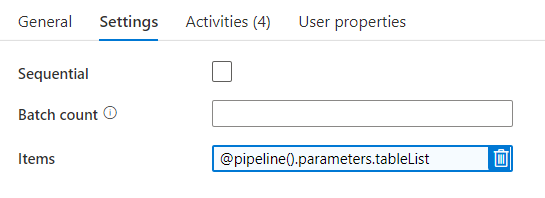 General Settings Activities (4) User properties
Sequential
Batch count
Items @pipeline().parameters.tableList